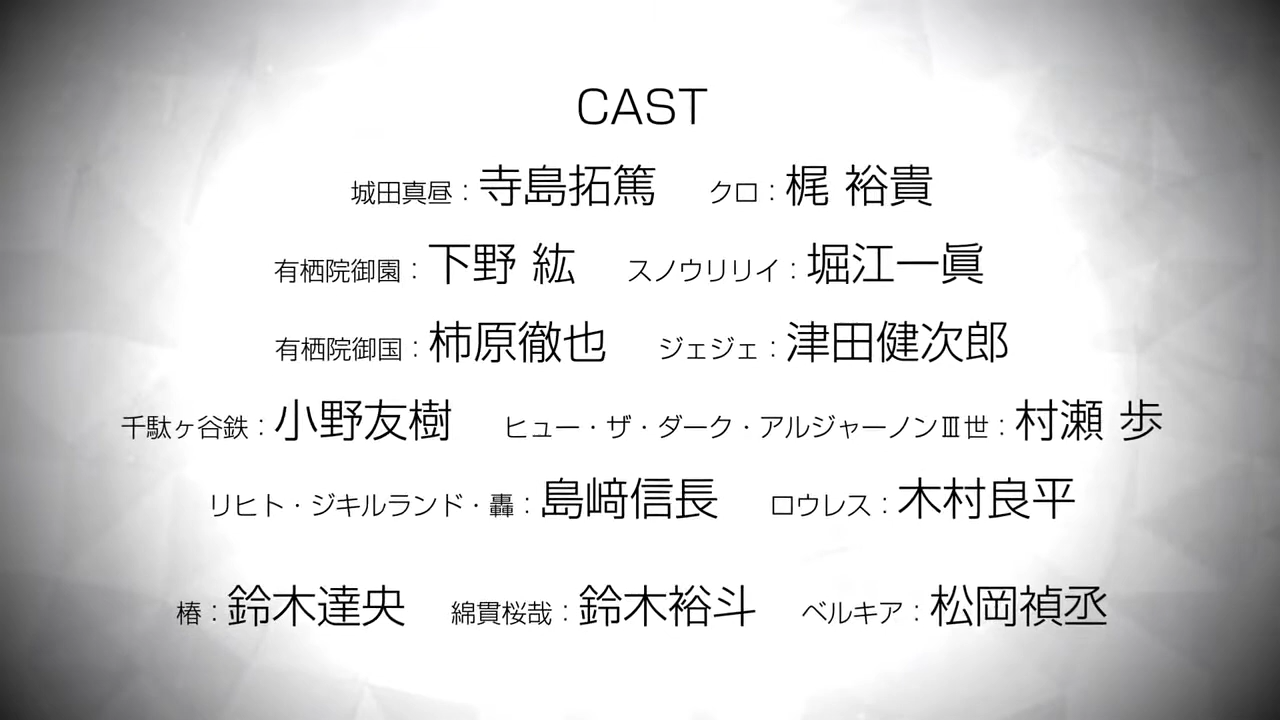 CAST
城田真昼：寺島拓篤　クロ：梶 裕貴
有栖院御園：下野 紘　スノウリリイ：堀江一眞
有栖院御国：柿原徹也　ジェジェ：津田健次郎
千駄ヶ谷鉄：小野友樹　ヒュー・ザ・ダーク・アルジャーノンⅢ世：村瀬 歩
リヒト・ジキルランド・轟：島﨑信長　ロウレス：木村良平
椿：鈴木達央　綿貫桜哉：鈴木裕斗　ベルキア：松岡禎丞